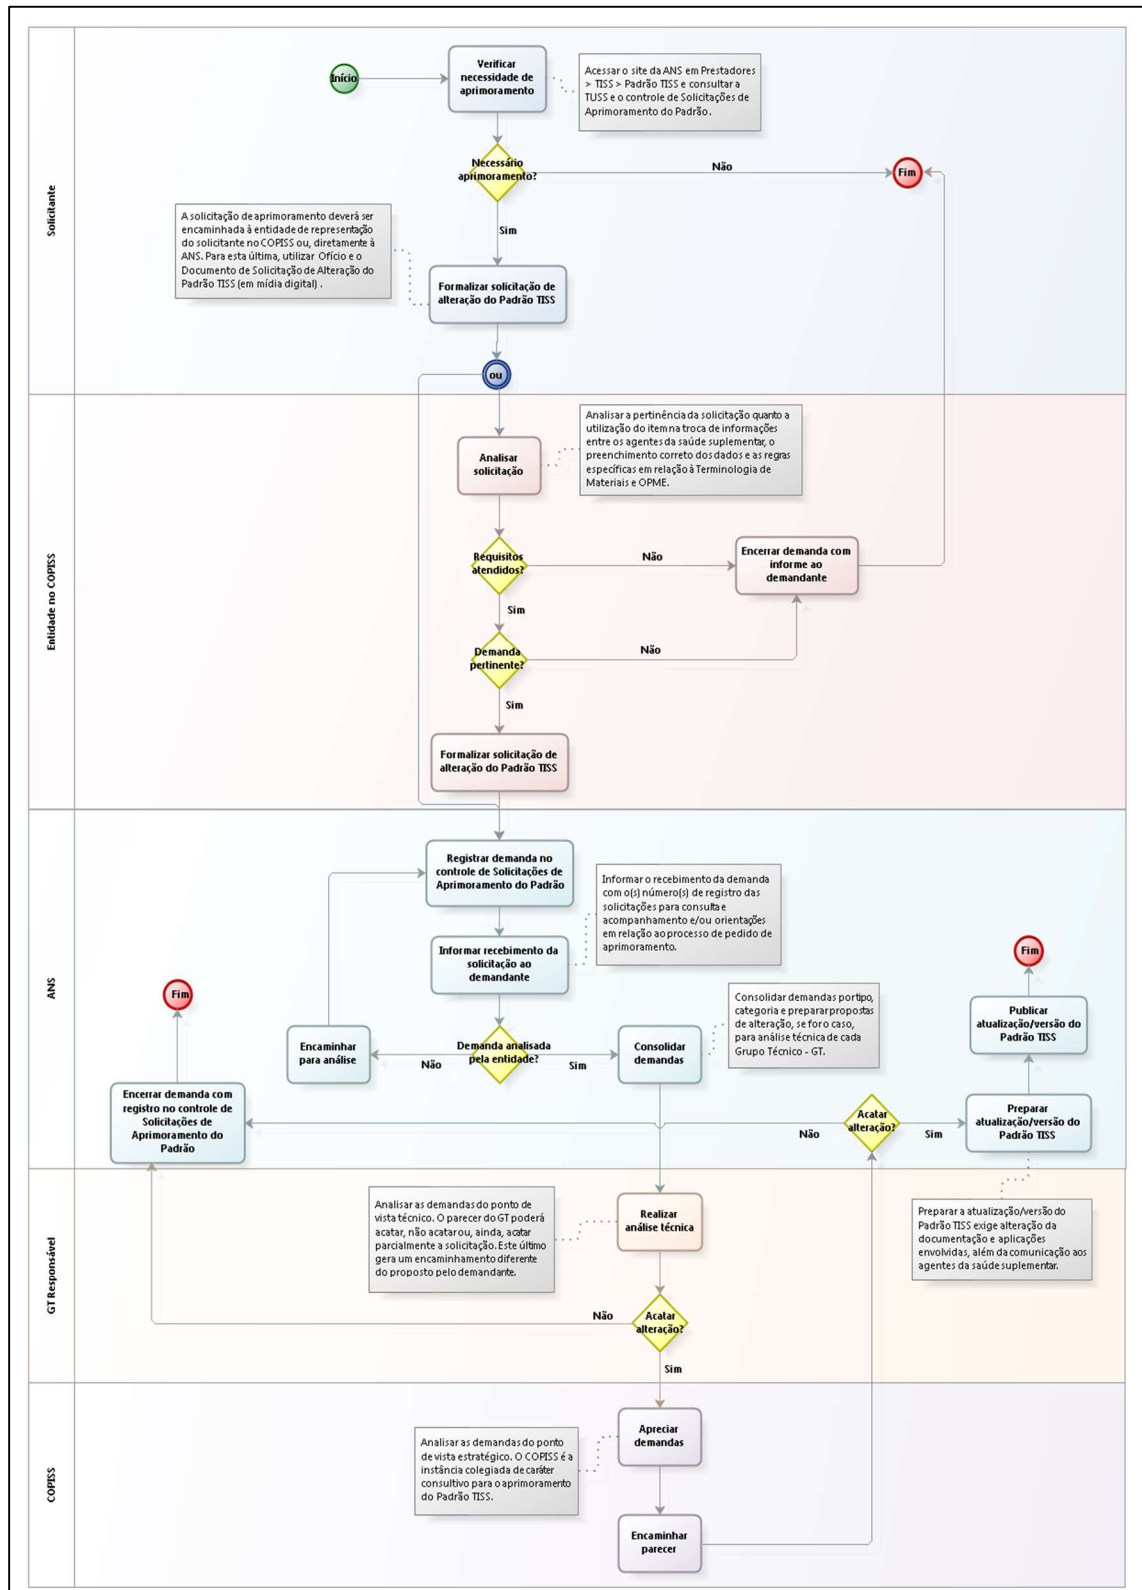 Solicitante
Início
Verificar
necessidade de
aprimoramento
Acessar o site da ANS em Prestadores
> TISS > Padrão TISS e consultar a
TUSS e o controle de Solicitações de
Aprimoramento do Padrão.
Necessário
aprimoramento?
Não
Fim
Sim
A solicitação de aprimoramento deverá ser
encaminhada à entidade de representação
do solicitante no COPISS ou, diretamente à
ANS. Para esta última, utilizar Ofício e o
Documento de Solicitação de Alteração do
Padrão TISS (em mídia digital) .
Formalizar solicitação de
alteração do Padrão TISS
ou
Entidade no COPISS
Analisar a pertinência da solicitação quanto a
utilização do item na troca de informações
entre os agentes da saúde suplementar, o
preenchimento correto dos dados e as regras
específicas em relação à Terminologia de
Materiais e OPME.
Analisar
solicitação
Requisitos
atendidos?
Não
Encerrar demanda com
informe ao
demandante
Sim
Demanda
pertinente?
Não
Sim
Formalizar solicitação de
alteração do Padrão TISS
ANS
Registrar demanda no
controle de Solicitações de
Aprimoramento do Padrão
Informar o recebimento da demanda
com o(s) número(s) de registro das
solicitações para consulta e
acompanhamento e/ou orientações
em relação ao processo de pedido de
aprimoramento.
Informar recebimento da
solicitação ao
demandante
Fim
Fim
Encaminhar
para análise
Não
Demanda analisada
pela entidade?
Sim
Consolidar
demandas
Consolidar demandas por tipo,
categoria e preparar propostas
de alteração, se for o caso,
para análise técnica de cada
Grupo Técnico - GT.
Publicar
atualização/versão do
Padrão TISS
Encerrar demanda com
registro no controle de
Solicitações de
Aprimoramento do
Padrão
Não
Acatar
alteração?
Sim
Preparar
atualização/versão do
Padrão TISS
GT Responsável
Analisar as demandas do ponto de
vista técnico. O parecer do GT poderá
acatar, não acatar ou, ainda, acatar
parcialmente a solicitação. Este último
gera um encaminhamento diferente
do proposto pelo demandante.
Realizar
análise técnica
Preparar a atualização/versão do
Padrão TISS exige alteração da
documentação e aplicações
envolvidas, além da comunicação aos
agentes da saúde suplementar.
Não
Acatar
alteração?
Sim
COPISS
Apreciar
demandas
Analisar as demandas do ponto de
vista estratégico. O COPISS é a
instância colegiada de caráter
consultivo para o aprimoramento
do Padrão TISS.
Encaminhar
parecer